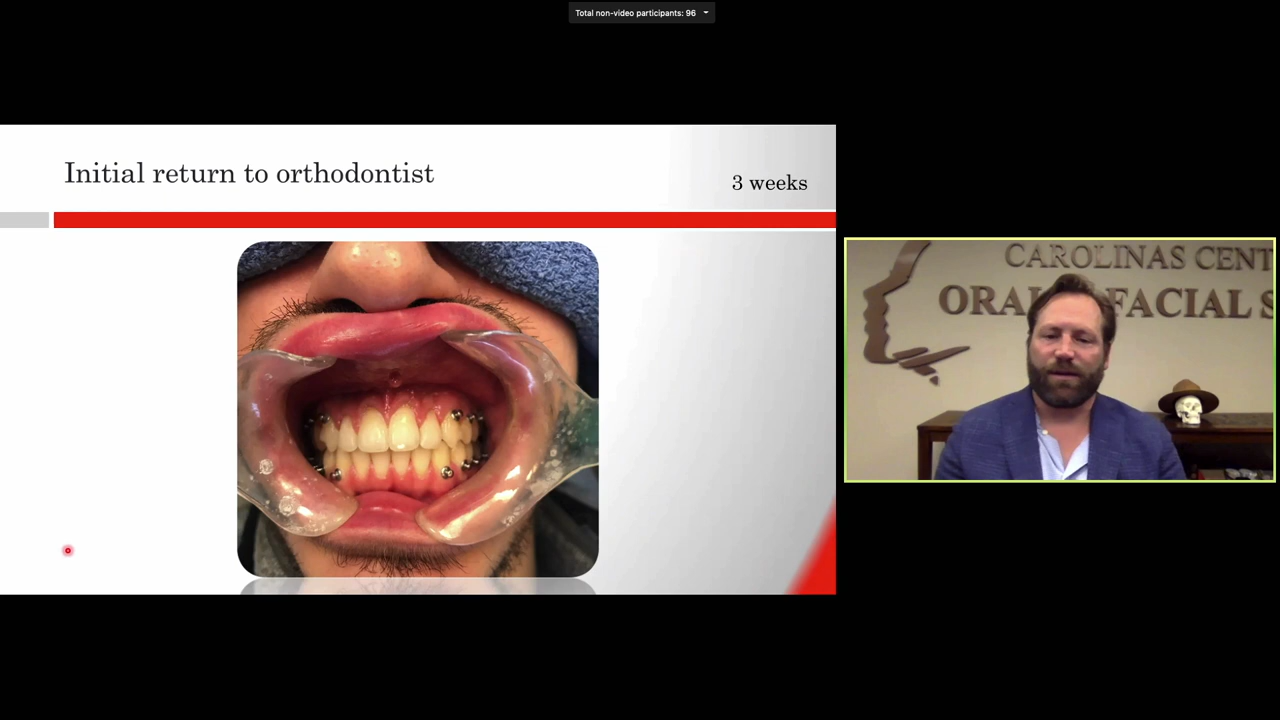 Total non-video participants: 96
Initial return to orthodontist
3 weeks
CAROLINAS CENT
ORAL FACIAL S